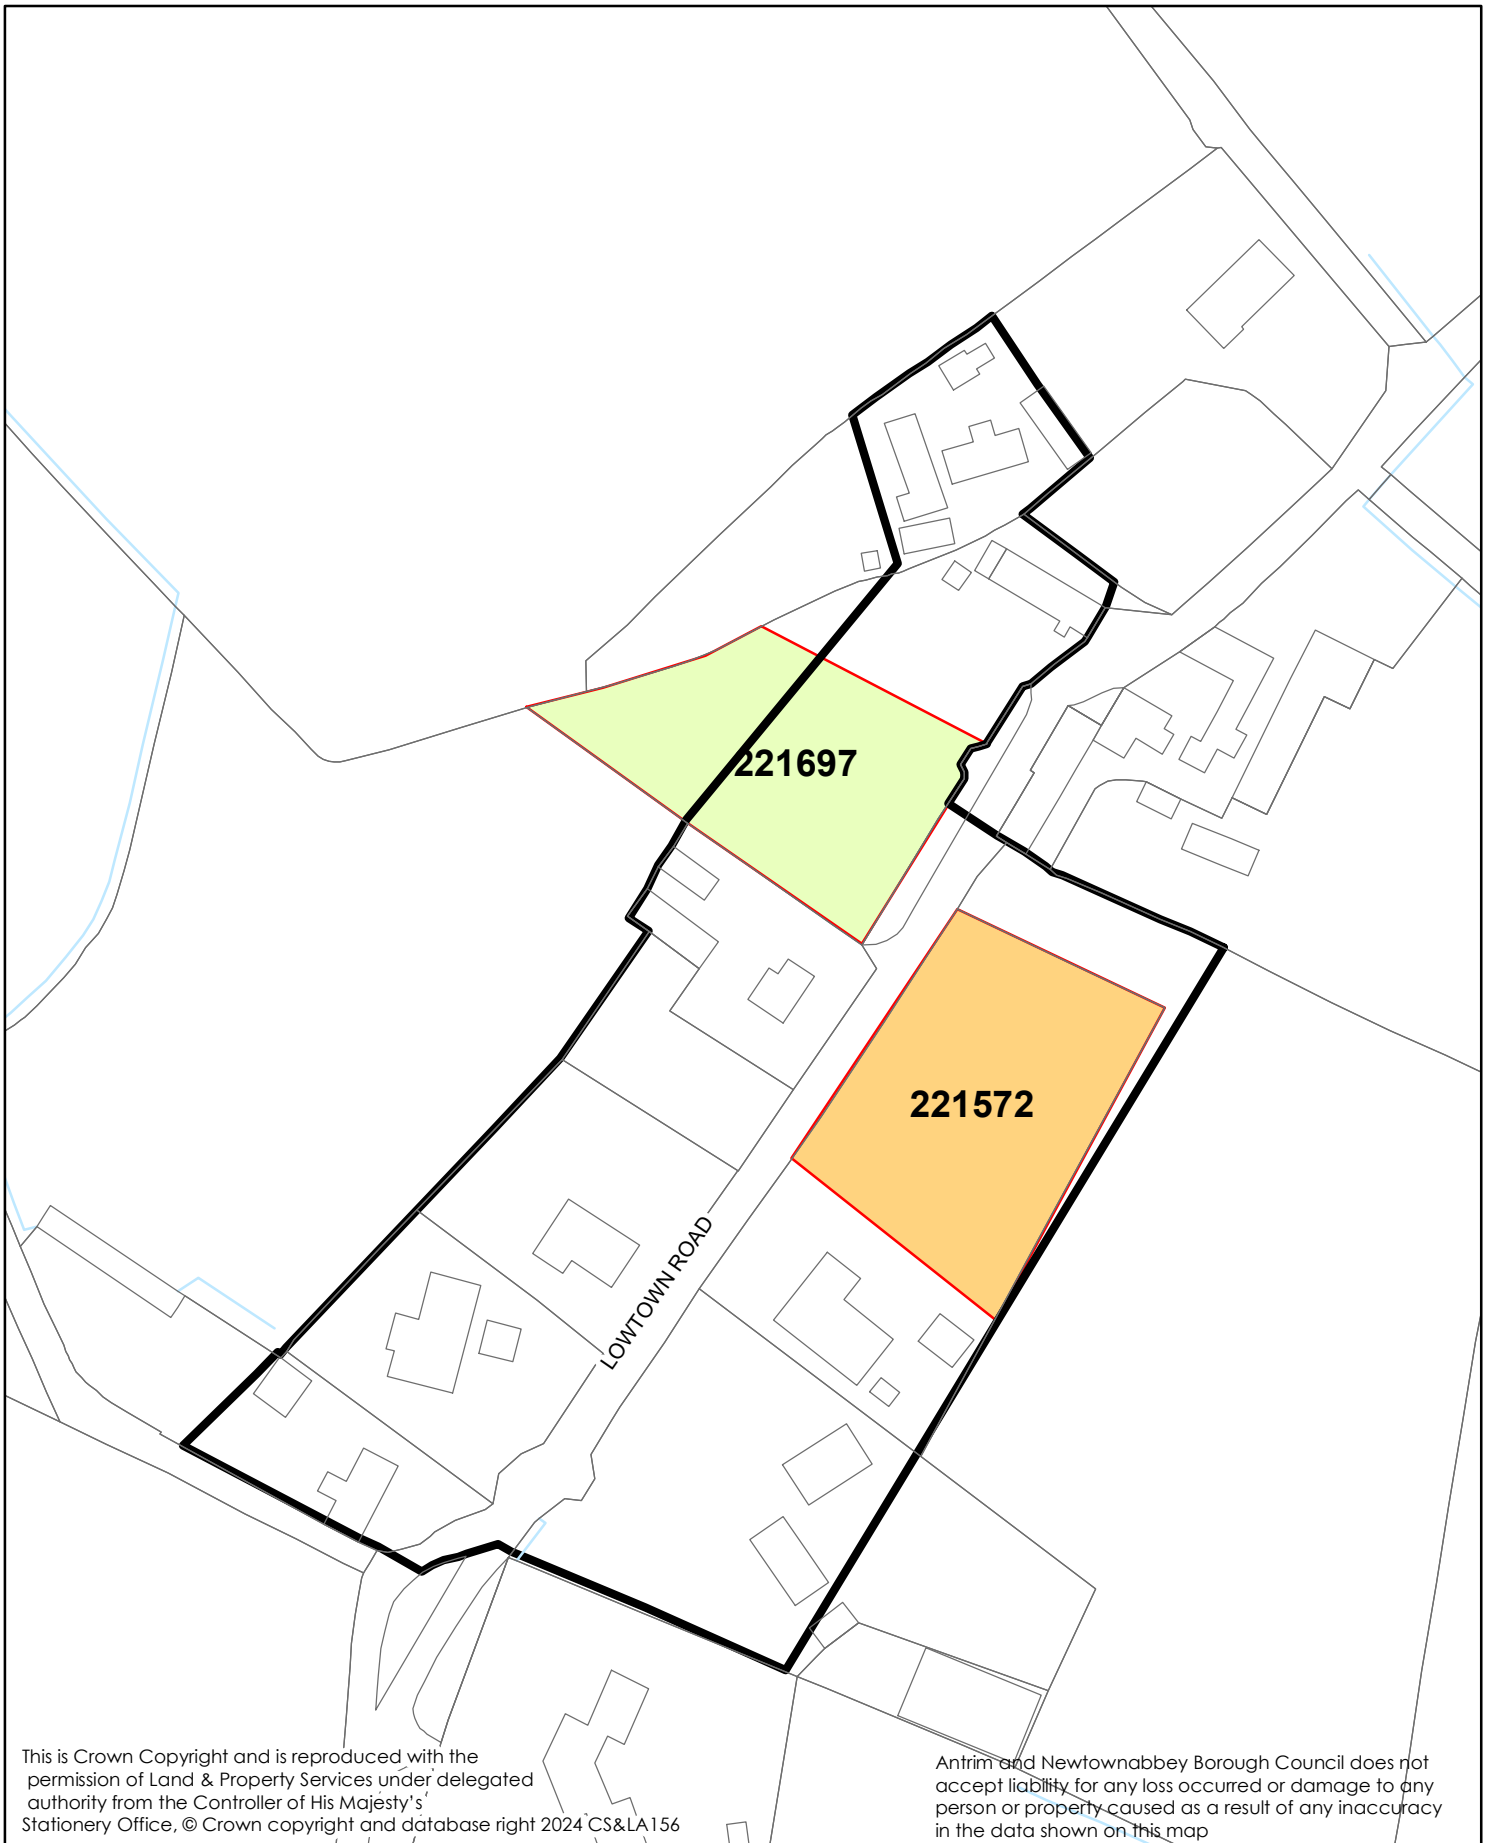 221697
221572
LOWTOWN ROAD
This is Crown Copyright and is reproduced with the
permission of Land & Property Services under delegated
authority from the Controller of His Majesty's
Stationery Office, © Crown copyright and database right 2024 CS&LA156
Antrim and Newtownabbey Borough Council does not
accept liability for any loss occurred or damage to any
person or property caused as a result of any inaccuracy
in the data shown on this map